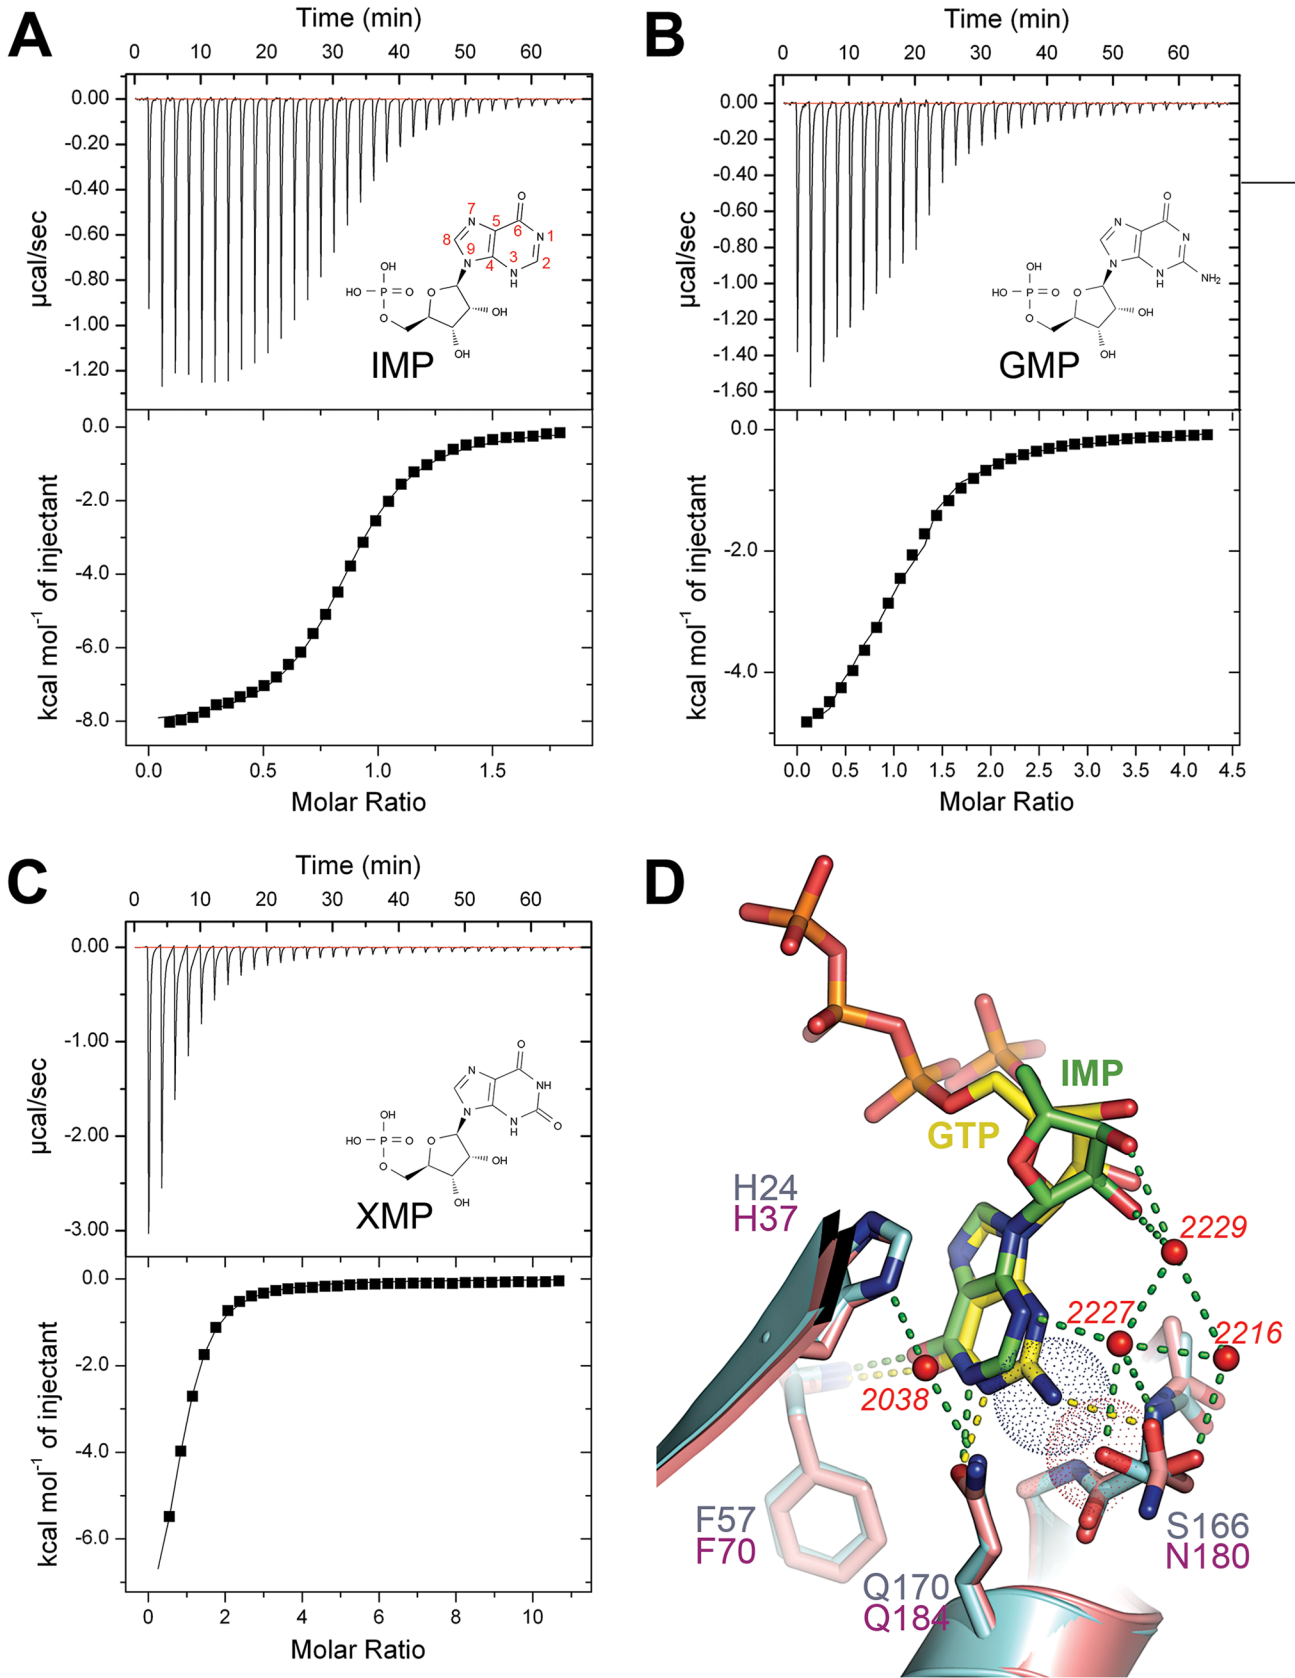 A
Time (min)
0 10 20 30 40 50 60
0.00
-0.20
-0.40
-0.60
-0.80
-1.00
-1.20
µcal/sec
O
7
N
5
6
N 1
8
9
N
4
3
N
H
2
OH
HO P O
O
O
OH
OH
IMP
0.0
-2.0
-4.0
-6.0
-8.0
kcal mol⁻¹ of injectant
0.0 0.5 1.0 1.5
Molar Ratio
B
Time (min)
0 10 20 30 40 50 60
0.00
-0.20
-0.40
-0.60
-0.80
-1.00
-1.20
-1.40
-1.60
µcal/sec
O
N
N
N
N
H
NH₂
OH
HO P O
O
O
OH
OH
GMP
0.0
-2.0
-4.0
kcal mol⁻¹ of injectant
0.0 0.5 1.0 1.5 2.0 2.5 3.0 3.5 4.0 4.5
Molar Ratio
C
Time (min)
0 10 20 30 40 50 60
0.00
-1.00
-2.00
-3.00
µcal/sec
O
N
NH
N
N
H
O
OH
HO P O
O
O
OH
OH
XMP
0.0
-2.0
-4.0
-6.0
kcal mol⁻¹ of injectant
0 2 4 6 8 10
Molar Ratio
D
IMP
GTP
H24
H37
2229
2227
2216
2038
F57
F70
S166
N180
Q170
Q184